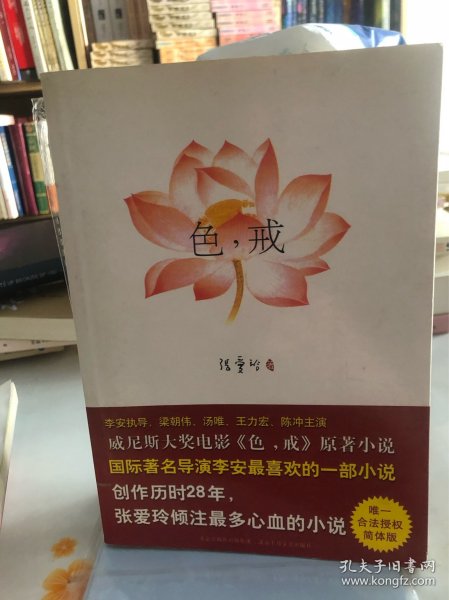 色，戒
张爱玲 著
李安执导、梁朝伟、汤唯、王力宏、陈冲主演
威尼斯大奖电影《色，戒》原著小说
国际著名导演李安最喜欢的一部小说
创作历时28年，
张爱玲倾注最多心血的小说
唯一
合法授权
简体版
孔夫子旧书网
www.kongfz.com